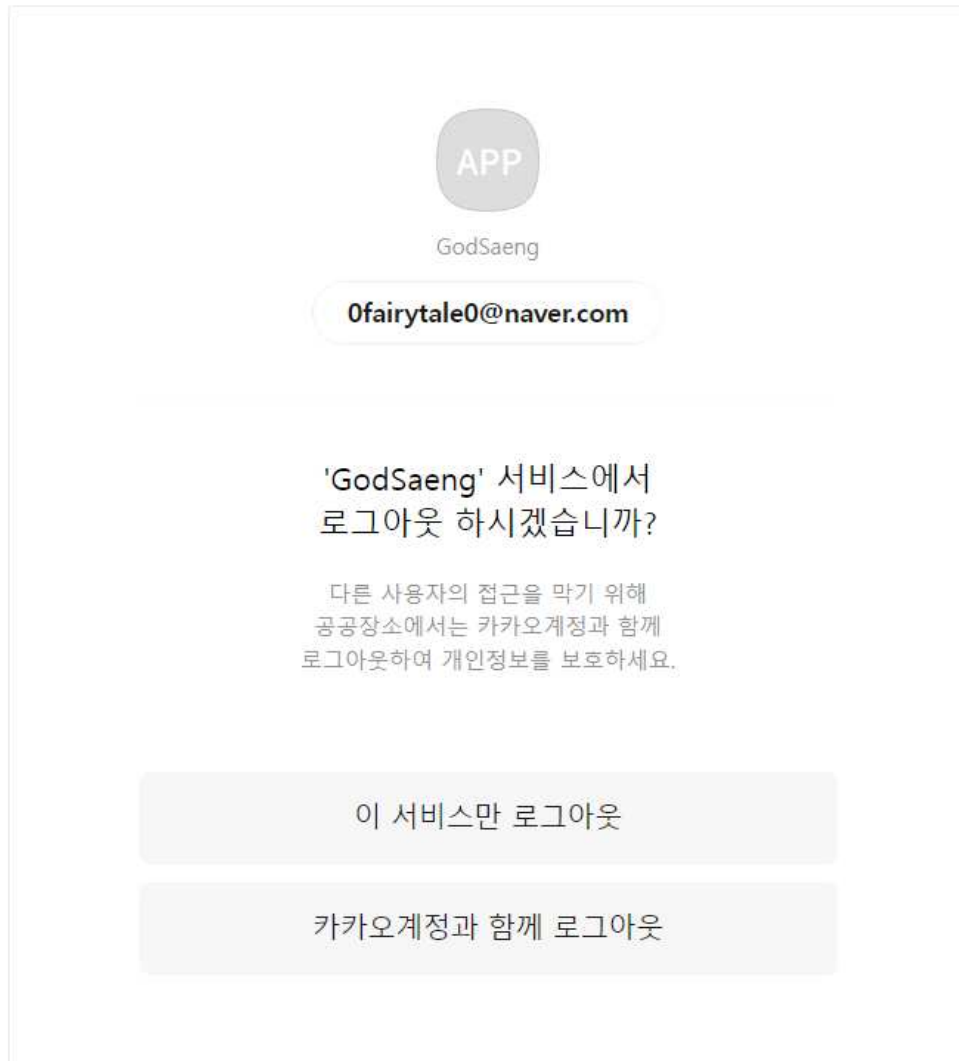 APP
GodSaeng
0fairytale0@naver.com
'GodSaeng' 서비스에서
로그아웃 하시겠습니까?
다른 사용자의 접근을 막기 위해
공공장소에서는 카카오계정과 함께
로그아웃하여 개인정보를 보호하세요.
이 서비스만 로그아웃
카카오계정과 함께 로그아웃